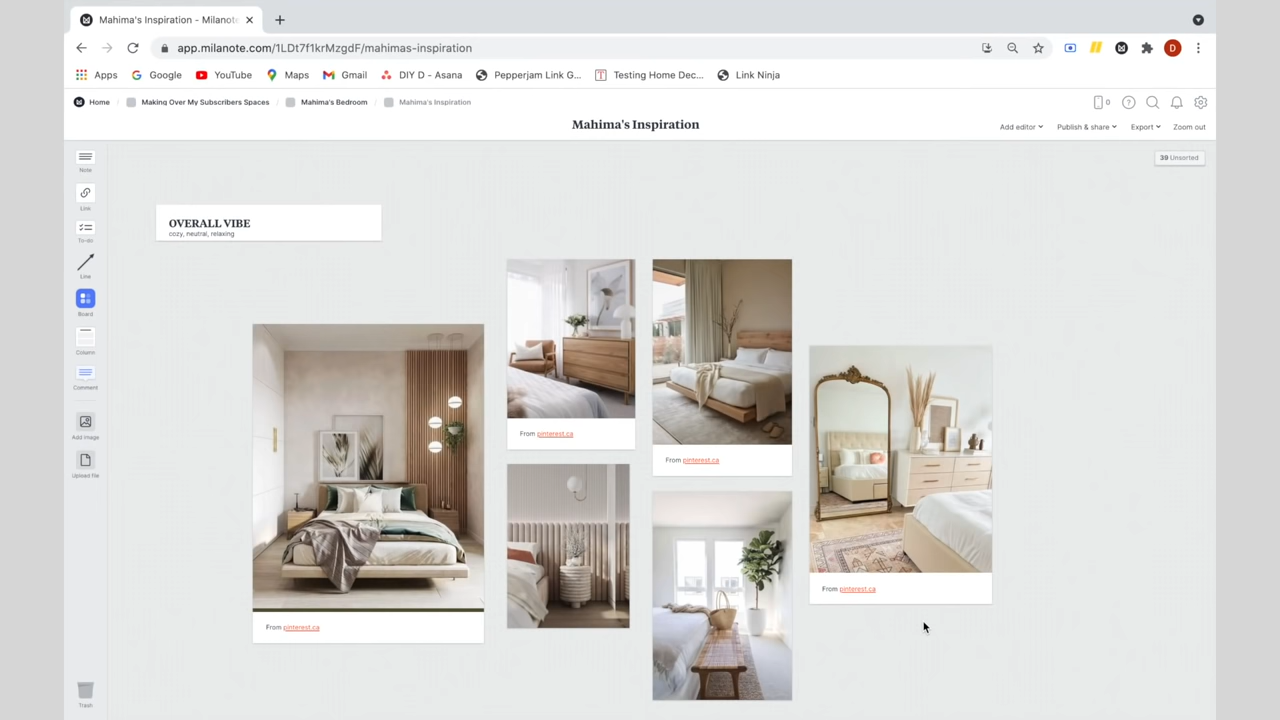 Mahima's Inspiration - Milanote
app.milanote.com/1LDt7f1krMzgdF/mahimas-inspiration
D
Apps Google YouTube Maps Gmail DIY D - Asana Pepperjam Link G... Testing Home Dec... Link Ninja
Home Making Over My Subscribers Spaces Mahima's Bedroom Mahima's Inspiration 0
Mahima's Inspiration
Add editor Publish & share Export Zoom out
39 Unsorted
Note
Link
To-do
Line
Board
Column
Comment
Add Image
Upload File
Trash
OVERALL VIBE
cozy, neutral, relaxing
From pinterest.ca
From pinterest.ca
From pinterest.ca
From pinterest.ca